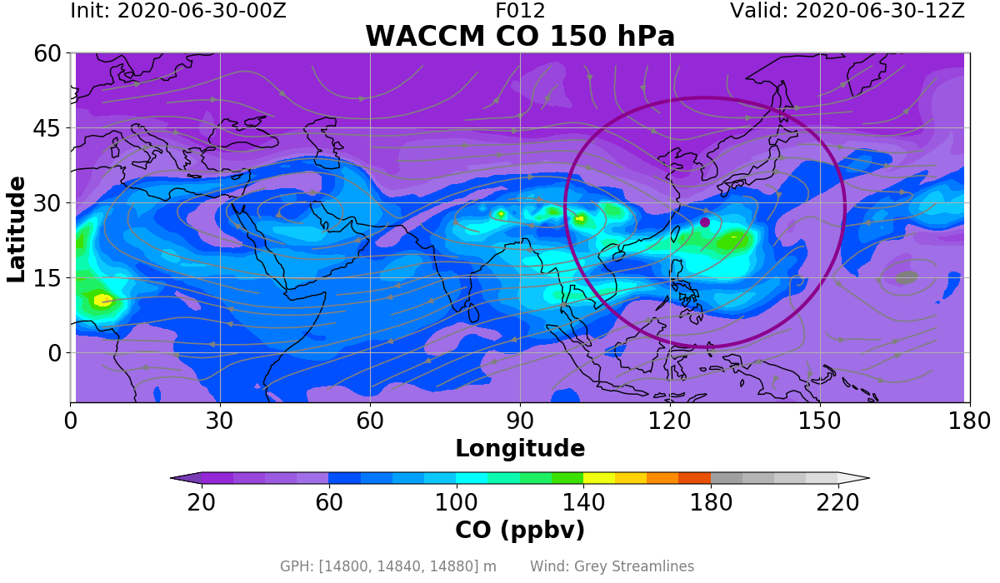 Init: 2020-06-30-00Z F012 Valid: 2020-06-30-12Z
WACCM CO 150 hPa
60
45
30
15
0
Latitude
0 30 60 90 120 150 180
Longitude
20 60 100 140 180 220
CO (ppbv)
GPH: [14800, 14840, 14880] m Wind: Grey Streamlines